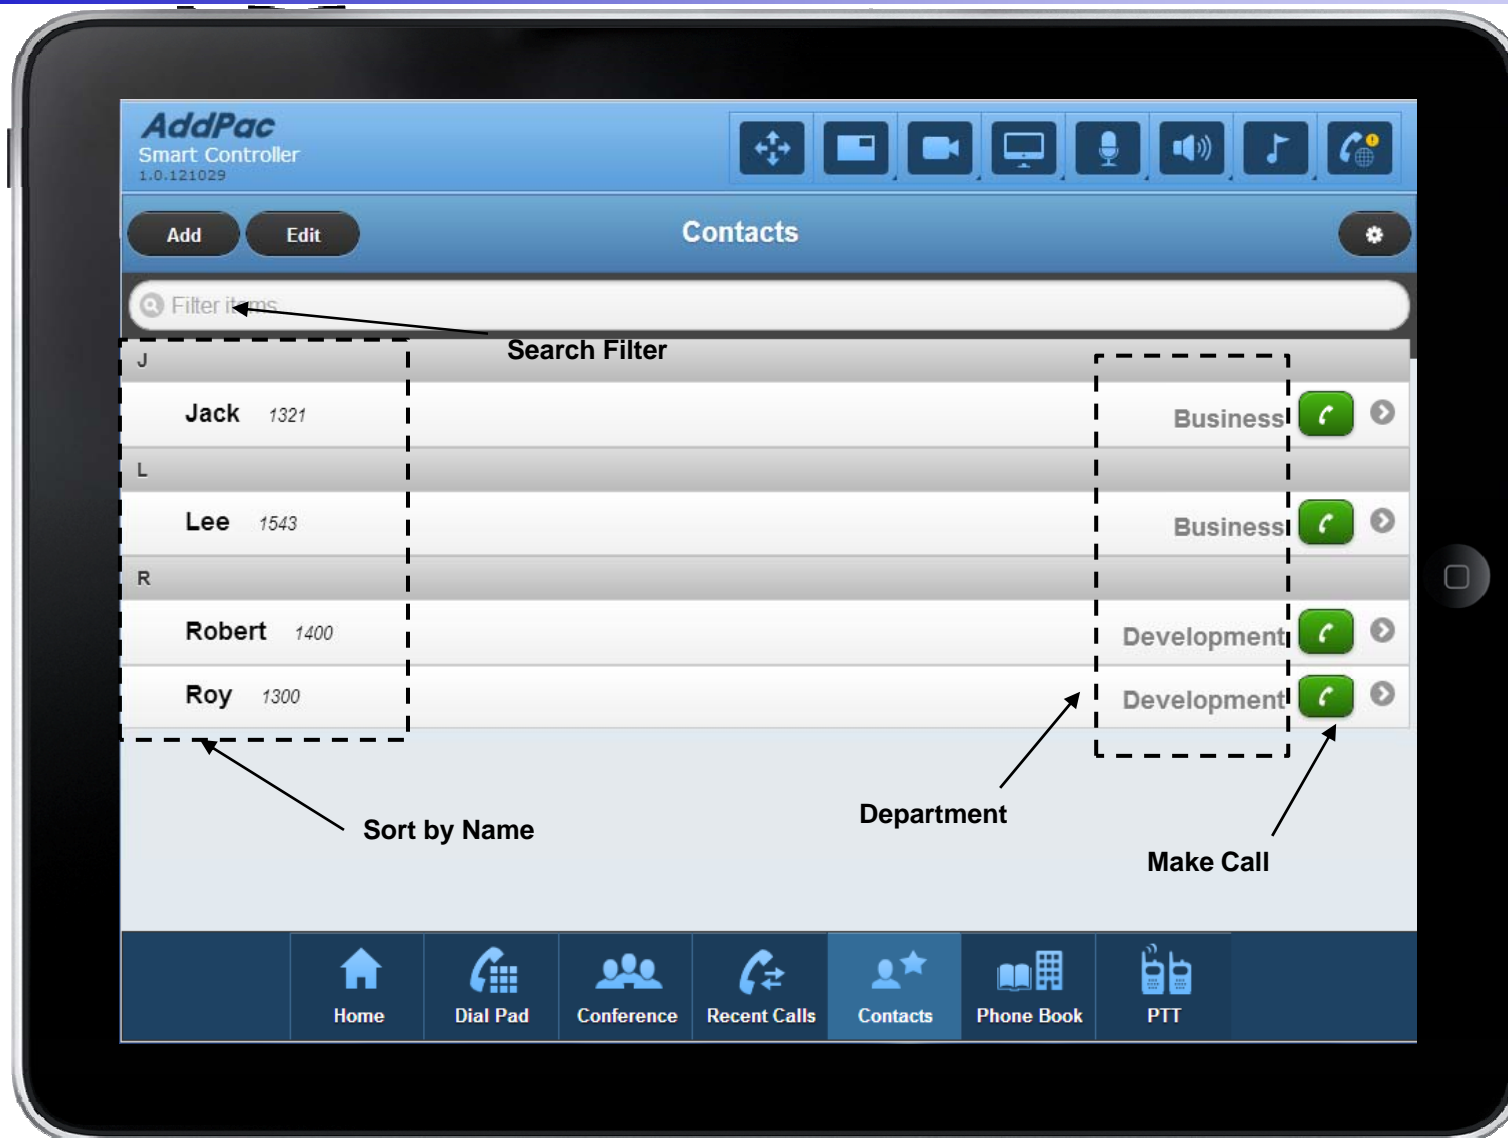 AddPac
Smart Controller
1.0.121029
Add Edit Contacts
Filter items...
Search Filter
J
Jack 1321 Business
L
Lee 1543 Business
R
Robert 1400 Development
Roy 1300 Development
Sort by Name
Department
Make Call
Home Dial Pad Conference Recent Calls Contacts Phone Book PTT